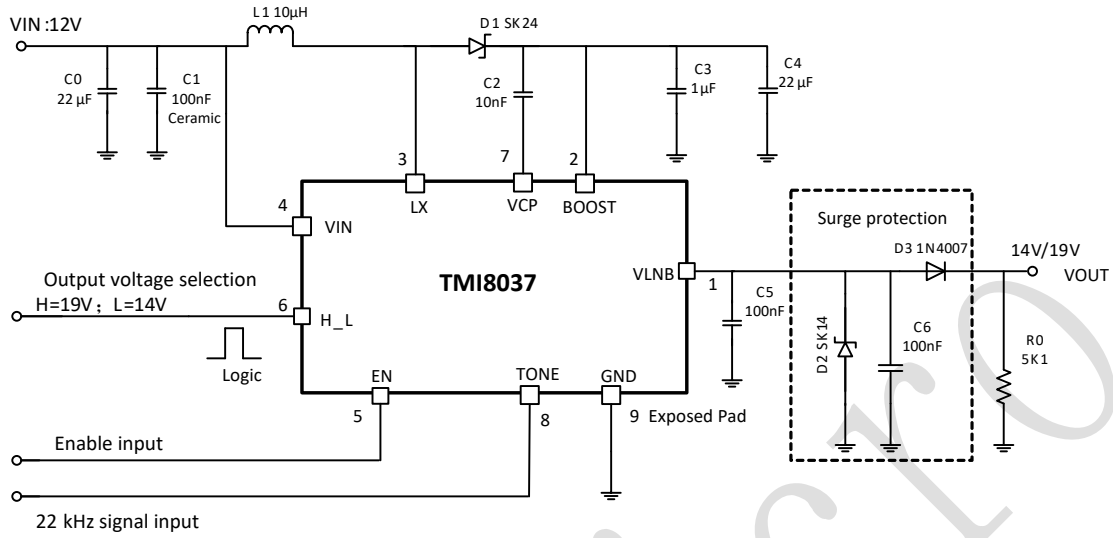 VIN :12V
L1 10μH
D1 SK24
C0
22 μF
C1
100nF
Ceramic
C2
10nF
C3
1μF
C4
22 μF
3
7
2
4
LX
VCP
BOOST
VIN
Surge protection
D3 1N4007
14V/19V
VOUT
Output voltage selection
H=19V；L=14V
6
TMI8037
VLNB
1
H_L
C5
100nF
D2 SK14
C6
100nF
R0
5K1
Logic
EN
TONE
GND
5
8
9 Exposed Pad
Enable input
22 kHz signal input
icro